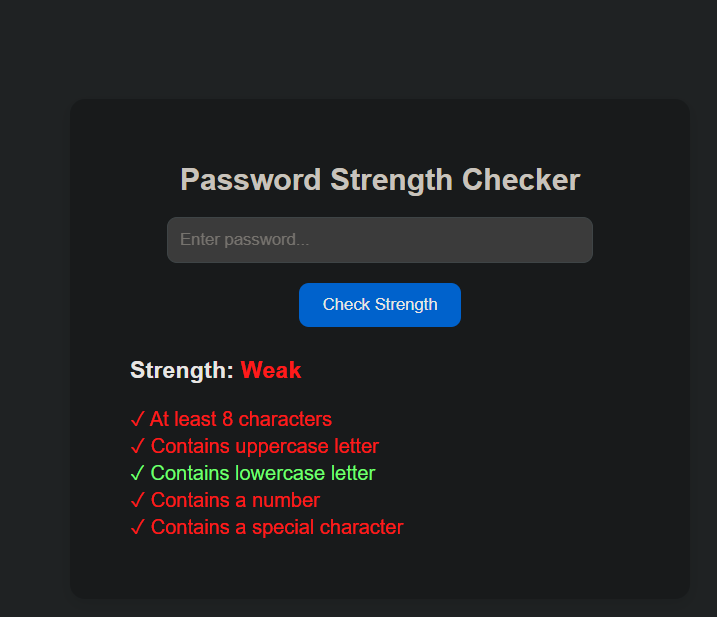 Password Strength Checker
Enter password...
Check Strength
Strength: Weak
✓ At least 8 characters
✓ Contains uppercase letter
✓ Contains lowercase letter
✓ Contains a number
✓ Contains a special character